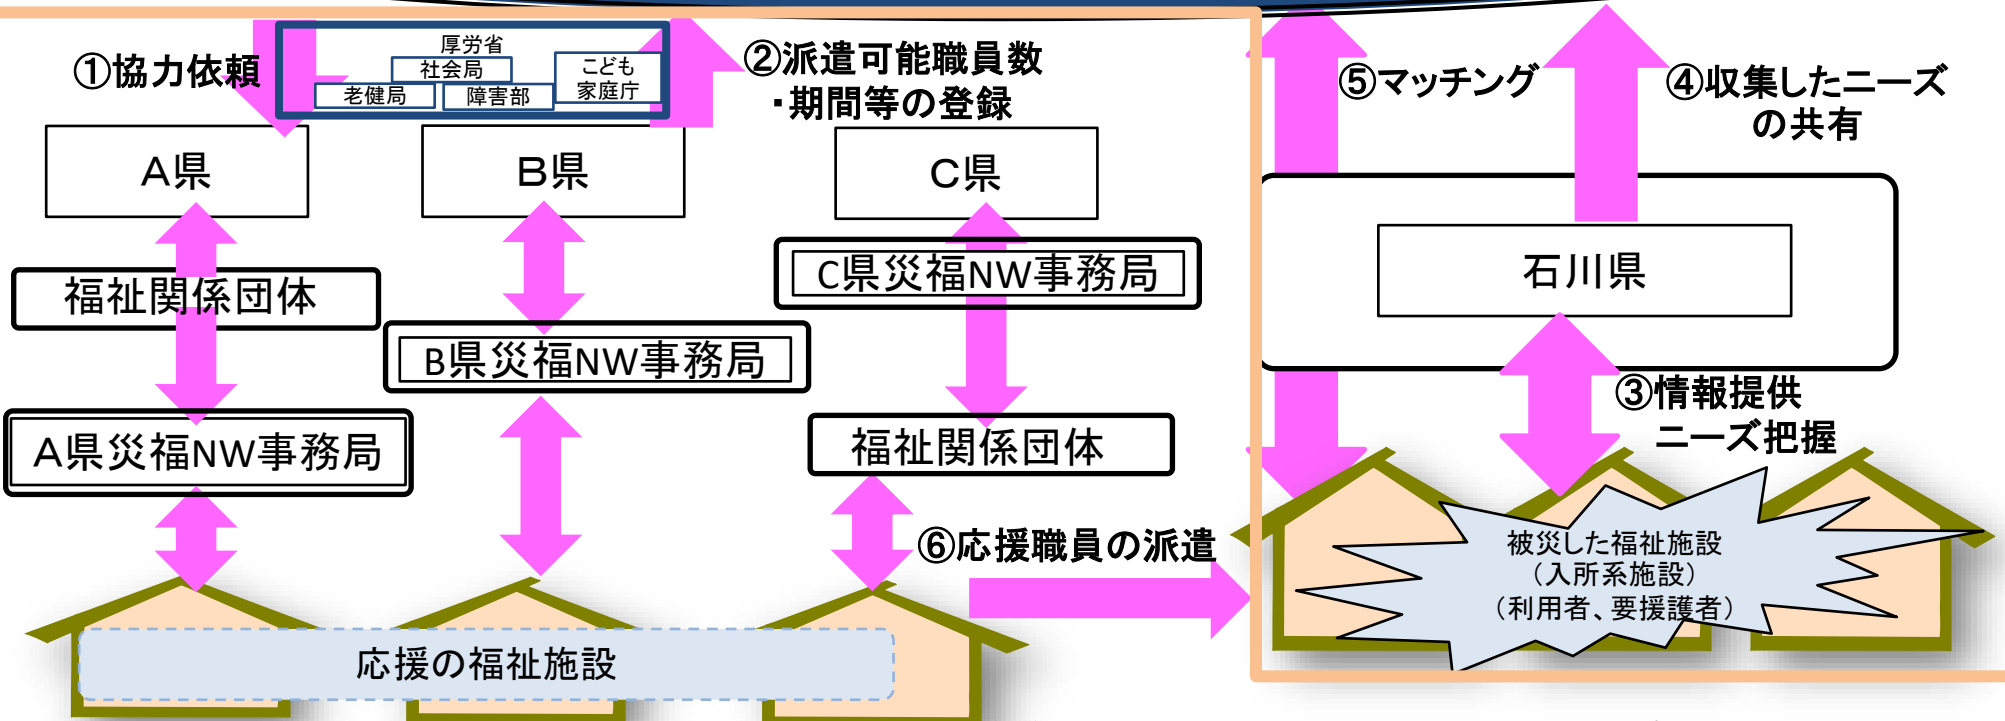 ①協力依頼
厚労省
社会局
老健局
障害部
こども
家庭庁
②派遣可能職員数
・期間等の登録
⑤マッチング
④収集したニーズ
の共有
Ａ県
Ｂ県
Ｃ県
福祉関係団体
B県災福NW事務局
C県災福NW事務局
石川県
A県災福NW事務局
福祉関係団体
③情報提供
ニーズ把握
⑥応援職員の派遣
被災した福祉施設
（入所系施設）
（利用者、要援護者）
応援の福祉施設